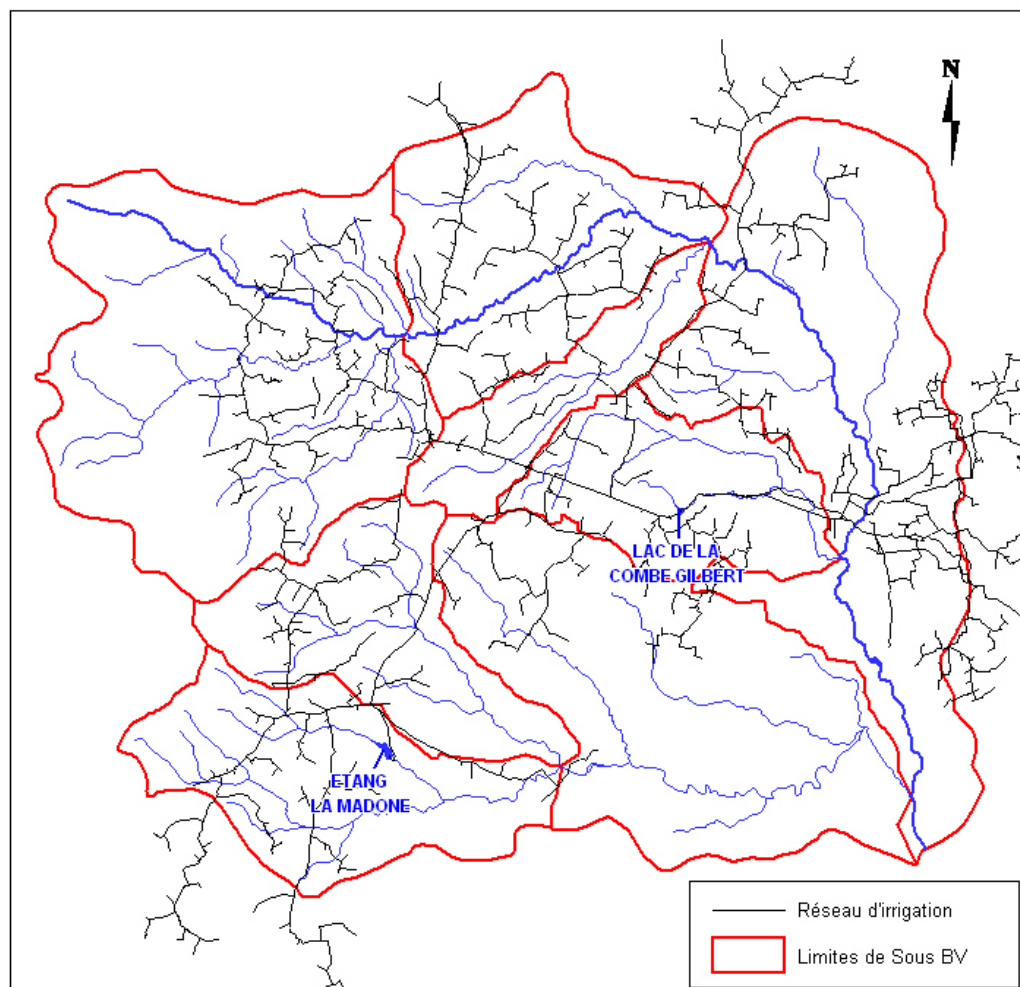 N
LAC DE LA
COMBE GILBERT
ETANG
LA MADONE
Réseau d'irrigation
Limites de Sous BV